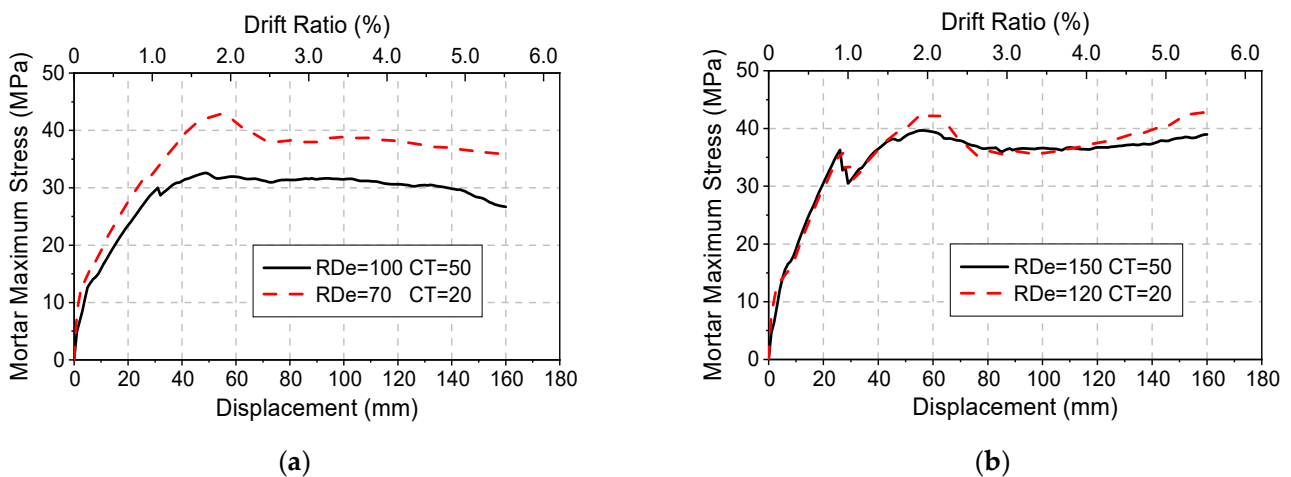 Drift Ratio (%)
0 1.0 2.0 3.0 4.0 5.0 6.0
Mortar Maximum Stress (MPa)
50
40
30
20
10
0
RDe=100 CT=50
RDe=70 CT=20
0 20 40 60 80 100 120 140 160 180
Displacement (mm)
(a)
Drift Ratio (%)
0 1.0 2.0 3.0 4.0 5.0 6.0
Mortar Maximum Stress (MPa)
50
40
30
20
10
0
RDe=150 CT=50
RDe=120 CT=20
0 20 40 60 80 100 120 140 160 180
Displacement (mm)
(b)